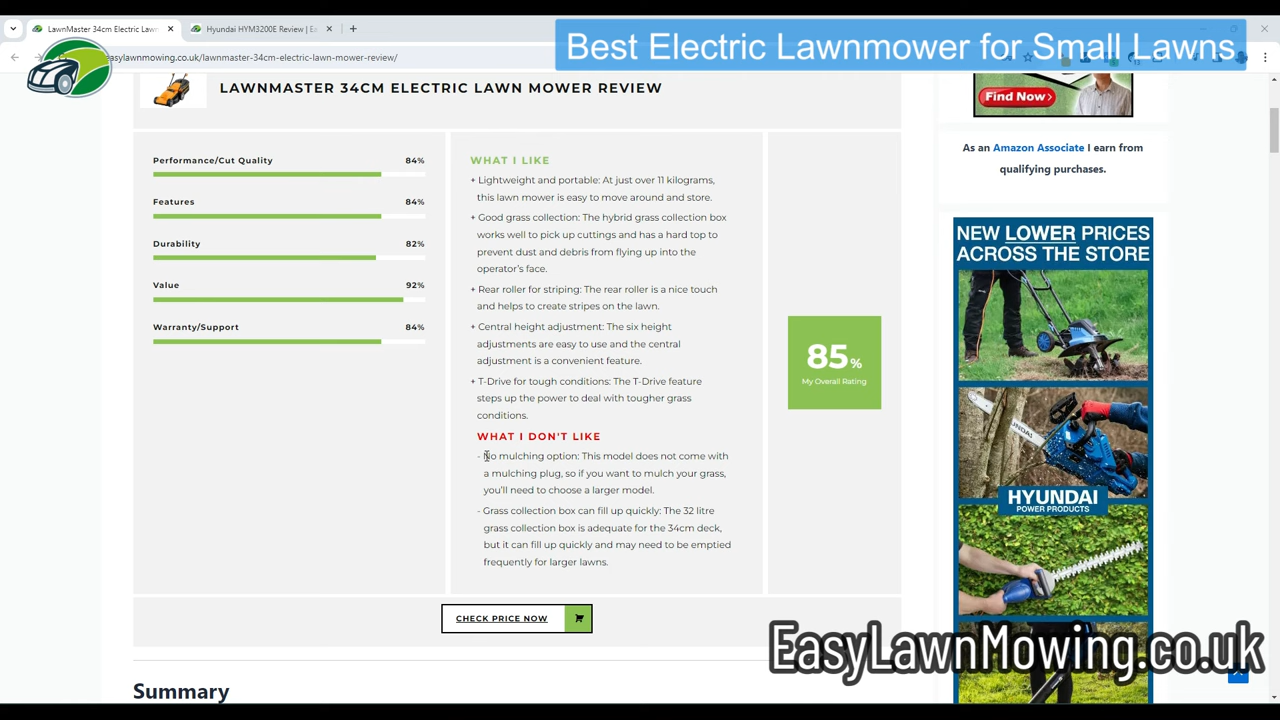 LawnMaster 34cm Electric Lawn
Hyundai HYM3200E Review | E
Best Electric Lawnmower for Small Lawns
easylawnmowing.co.uk/lawnmaster-34cm-electric-lawn-mower-review/
LAWNMASTER 34CM ELECTRIC LAWN MOWER REVIEW
Find Now >
As an Amazon Associate I earn from
qualifying purchases.
Performance/Cut Quality 84%
Features 84%
Durability 82%
Value 92%
Warranty/Support 84%
WHAT I LIKE
+ Lightweight and portable: At just over 11 kilograms,
this lawn mower is easy to move around and store.
+ Good grass collection: The hybrid grass collection box
works well to pick up cuttings and has a hard top to
prevent dust and debris from flying up into the
operator's face.
+ Rear roller for striping: The rear roller is a nice touch
and helps to create stripes on the lawn.
+ Central height adjustment: The six height
adjustments are easy to use and the central
adjustment is a convenient feature.
+ T-Drive for tough conditions: The T-Drive feature
steps up the power to deal with tougher grass
conditions.
WHAT I DON'T LIKE
- No mulching option: This model does not come with
a mulching plug, so if you want to mulch your grass,
you'll need to choose a larger model.
- Grass collection box can fill up quickly: The 32 litre
grass collection box is adequate for the 34cm deck,
but it can fill up quickly and may need to be emptied
frequently for larger lawns.
85%
My Overall Rating
CHECK PRICE NOW
Summary
NEW LOWER PRICES
ACROSS THE STORE
HYUNDAI
POWER PRODUCTS
EasyLawnMowing.co.uk